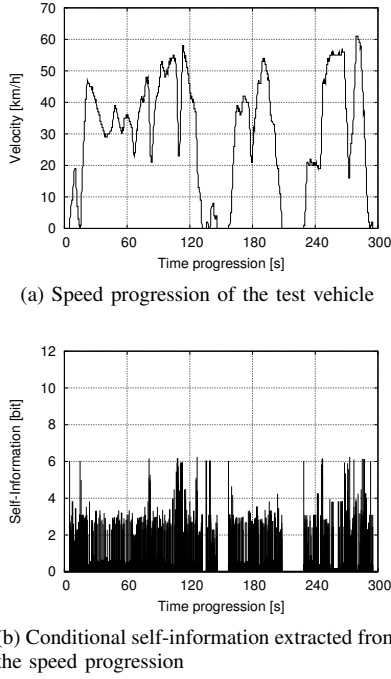 70
60
50
40
30
20
10
0
Velocity [km/h]
0 60 120 180 240 300
Time progression [s]
(a) Speed progression of the test vehicle
12
10
8
6
4
2
0
Self-Information [bit]
0 60 120 180 240 300
Time progression [s]
(b) Conditional self-information extracted from
the speed progression